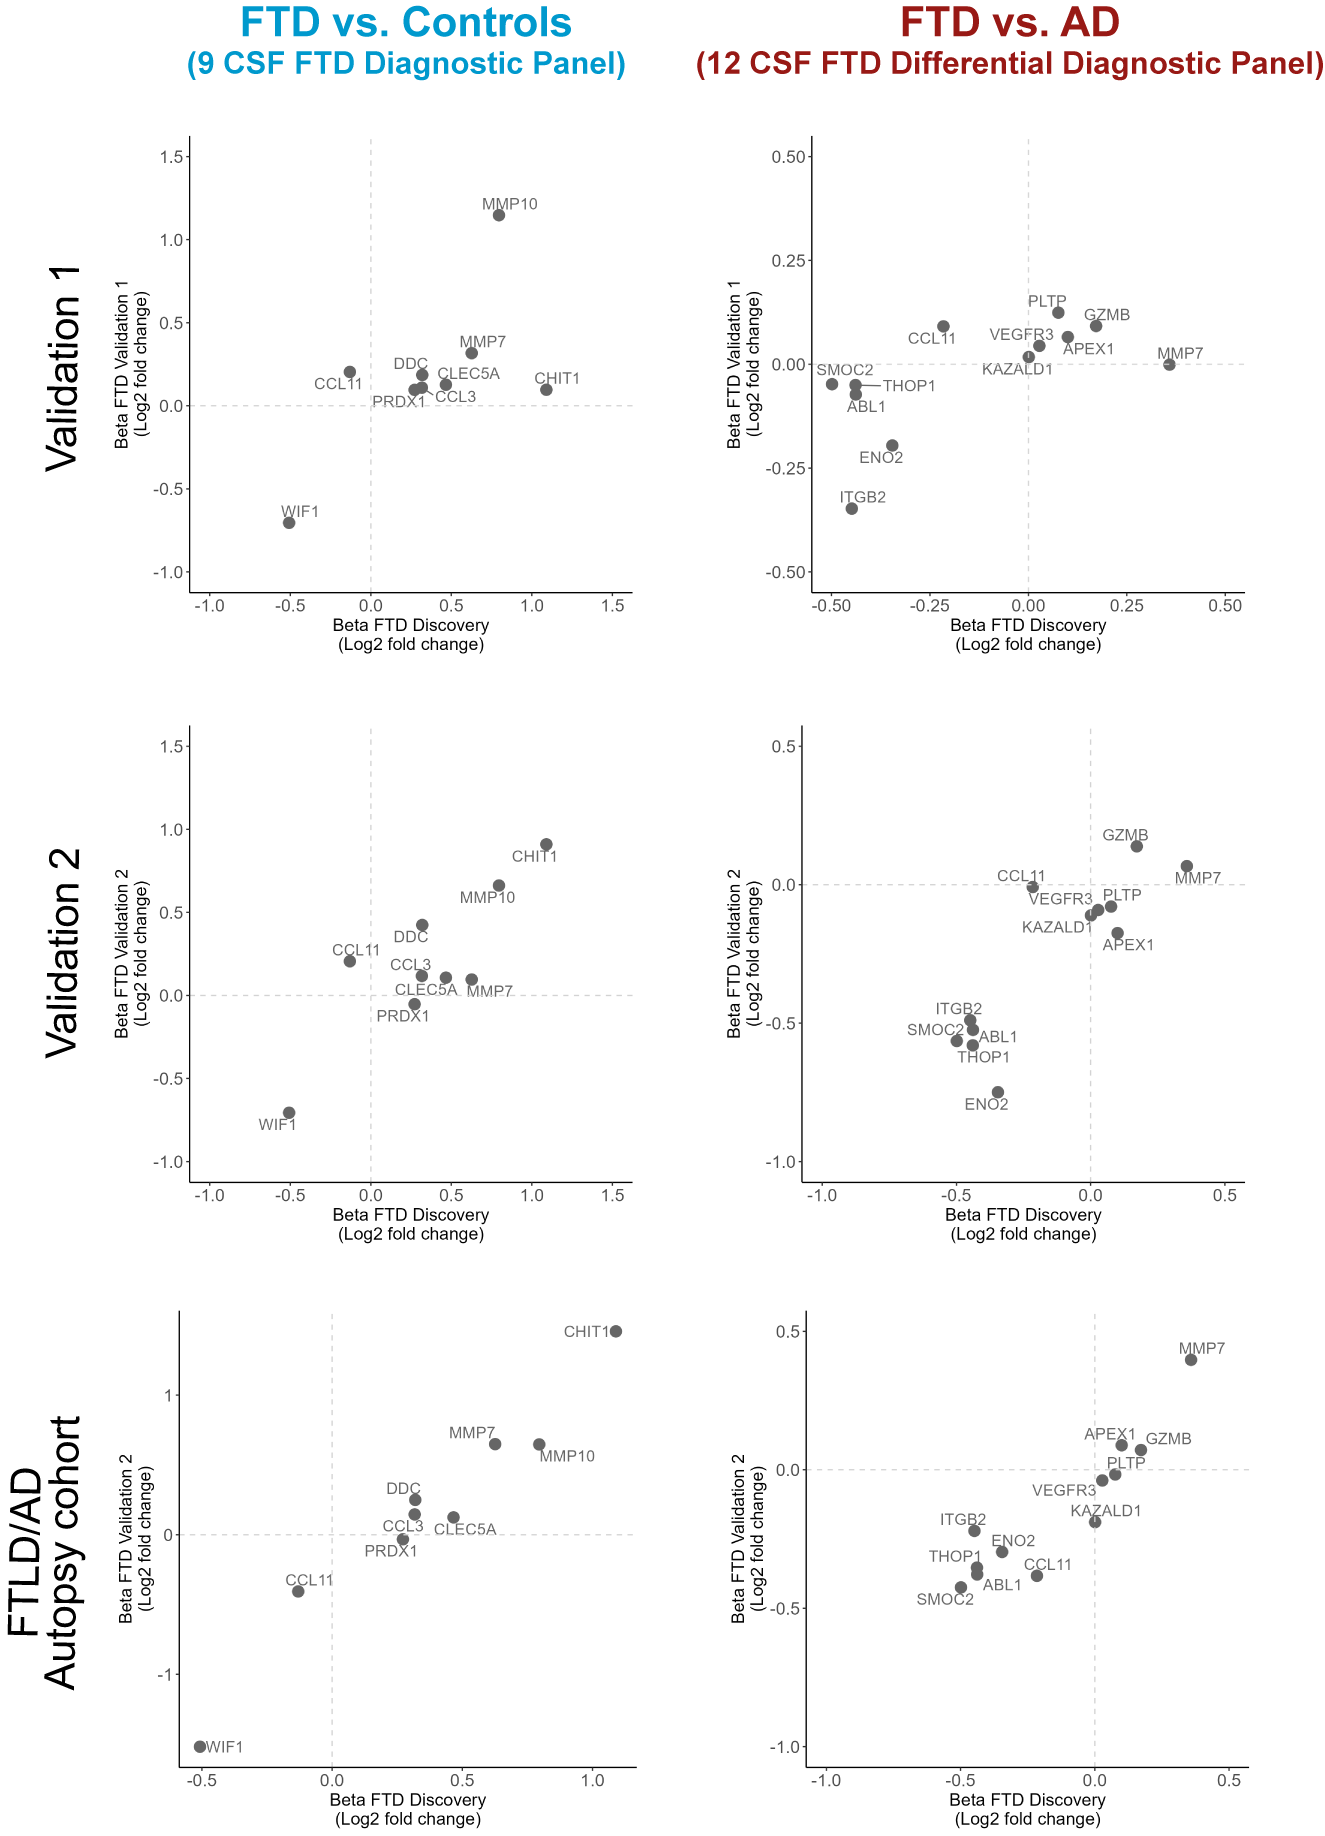 FTD vs. Controls
(9 CSF FTD Diagnostic Panel)
FTD vs. AD
(12 CSF FTD Differential Diagnostic Panel)
Validation 1
Beta FTD Validation 1
(Log2 fold change)
1.5
1.0
0.5
0.0
-0.5
-1.0
MMP10
MMP7
DDC
CLEC5A
CCL11
CHIT1
PRDX1
CCL3
WIF1
-1.0
-0.5
0.0
0.5
1.0
1.5
Beta FTD Discovery
(Log2 fold change)
Beta FTD Validation 1
(Log2 fold change)
0.50
0.25
0.00
-0.25
-0.50
PLTP
GZMB
CCL11
VEGFR3
APEX1
MMP7
KAZALD1
SMOC2
THOP1
ABL1
ENO2
ITGB2
-0.50
-0.25
0.00
0.25
0.50
Beta FTD Discovery
(Log2 fold change)
Validation 2
Beta FTD Validation 2
(Log2 fold change)
1.5
1.0
0.5
0.0
-0.5
-1.0
CHIT1
MMP10
DDC
CCL11
CCL3
CLEC5A
MMP7
PRDX1
WIF1
-1.0
-0.5
0.0
0.5
1.0
1.5
Beta FTD Discovery
(Log2 fold change)
Beta FTD Validation 2
(Log2 fold change)
0.5
0.0
-0.5
-1.0
GZMB
CCL11
MMP7
VEGFR3
PLTP
KAZALD1
APEX1
ITGB2
SMOC2
ABL1
THOP1
ENO2
-1.0
-0.5
0.0
0.5
Beta FTD Discovery
(Log2 fold change)
FTLD/AD
Autopsy cohort
Beta FTD Validation 2
(Log2 fold change)
1
0
-1
CHIT1
MMP7
MMP10
DDC
CCL3
CLEC5A
PRDX1
CCL11
WIF1
-0.5
0.0
0.5
1.0
Beta FTD Discovery
(Log2 fold change)
Beta FTD Validation 2
(Log2 fold change)
0.5
0.0
-0.5
-1.0
MMP7
APEX1
GZMB
PLTP
VEGFR3
KAZALD1
ITGB2
ENO2
THOP1
CCL11
ABL1
SMOC2
-1.0
-0.5
0.0
0.5
Beta FTD Discovery
(Log2 fold change)